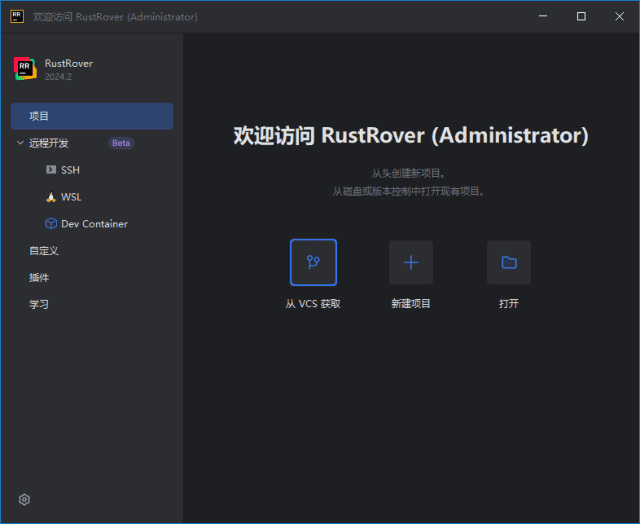 欢迎访问 RustRover (Administrator)
RR
RustRover
2024.2
项目
远程开发 Beta
SSH
WSL
Dev Container
自定义
插件
学习
欢迎访问 RustRover (Administrator)
从头创建新项目。
从磁盘或版本控制中打开现有项目。
从 VCS 获取 新建项目 打开